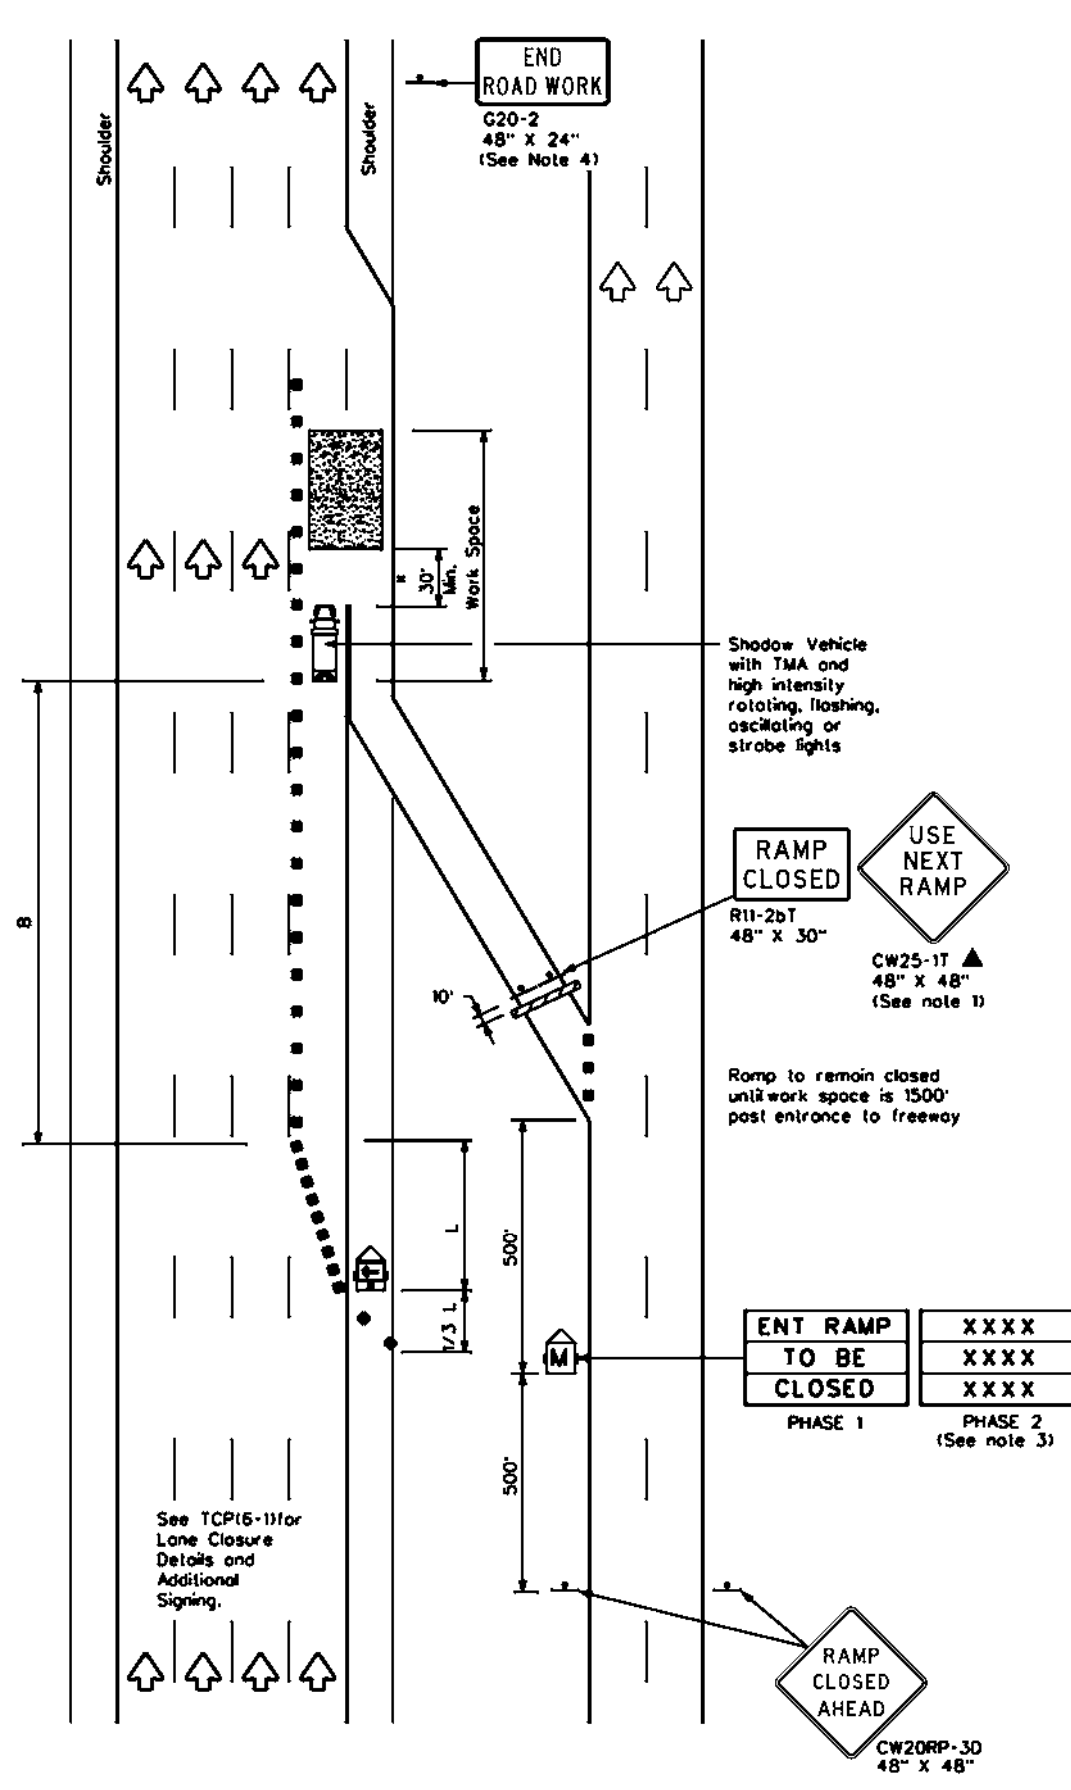 END
ROAD WORK
G20-2
48" X 24"
(See Note 4)
Shoulder
Shoulder
Work Space
30'
Min.
*
Shadow Vehicle
with TMA and
high intensity
rotating, flashing,
oscillating or
strobe lights
RAMP
CLOSED
R11-2bT
48" X 30"
USE
NEXT
RAMP
CW25-1T ▲
48" X 48"
(See note 1)
B
10'
Ramp to remain closed
until work space is 1500'
past entrance to freeway
L
1/3 L
500'
M
ENT RAMP
TO BE
CLOSED
PHASE 1
XXXX
XXXX
XXXX
PHASE 2
(See note 3)
500'
See TCP(6-1) for
Lane Closure
Details and
Additional
Signing.
RAMP
CLOSED
AHEAD
CW20RP-3D
48" X 48"